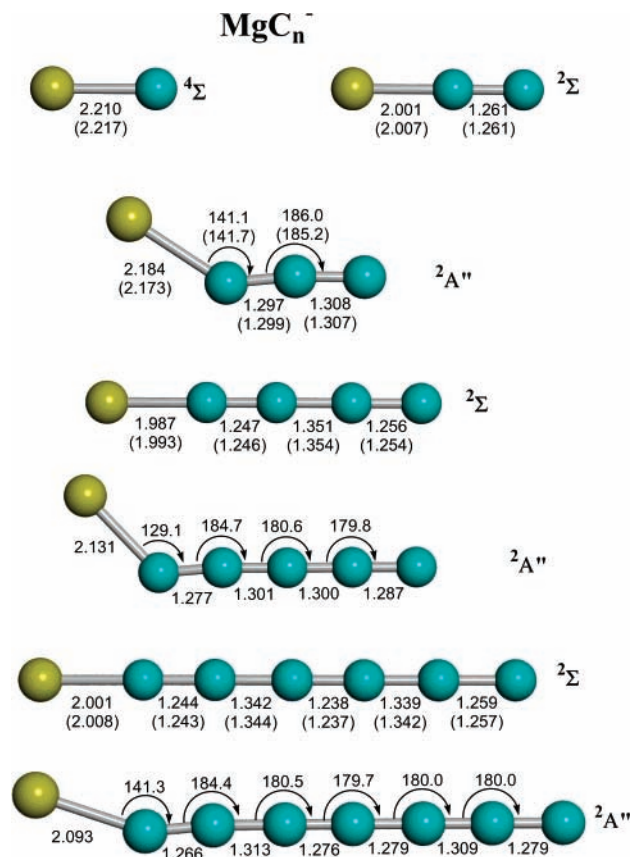 MgCₙ⁻
⁴Σ ²Σ
2.210 2.001 1.261
(2.217) (2.007) (1.261)
141.1 186.0
(141.7) (185.2)
2.184 ²A"
(2.173) 1.297 1.308
(1.299) (1.307)
²Σ
1.987 1.247 1.351 1.256
(1.993) (1.246) (1.354) (1.254)
129.1 184.7 180.6 179.8
2.131 ²A"
1.277 1.301 1.300 1.287
²Σ
2.001 1.244 1.342 1.238 1.339 1.259
(2.008) (1.243) (1.344) (1.237) (1.342) (1.257)
141.3 184.4 180.5 179.7 180.0 180.0
²A"
2.093 1.266 1.313 1.276 1.279 1.309 1.279